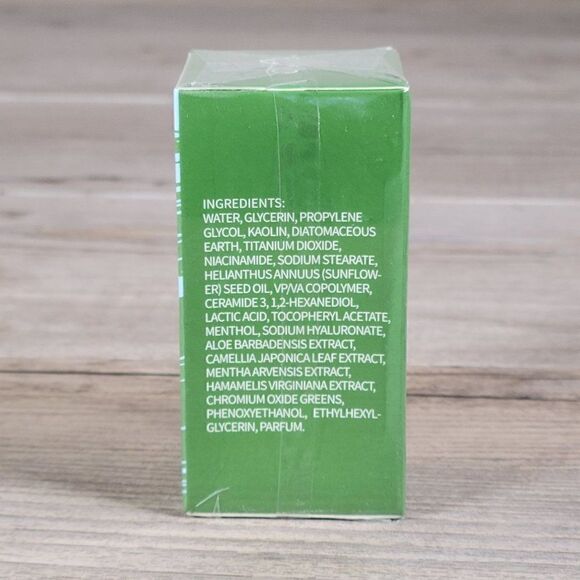 INGREDIENTS:
WATER, GLYCERIN, PROPYLENE
GLYCOL, KAOLIN, DIATOMACEOUS
EARTH, TITANIUM DIOXIDE,
NIACINAMIDE, SODIUM STEARATE,
HELIANTHUS ANNUUS (SUNFLOW-
ER) SEED OIL, VP/VA COPOLYMER,
CERAMIDE 3, 1,2-HEXANEDIOL,
LACTIC ACID, TOCOPHERYL ACETATE,
MENTHOL, SODIUM HYALURONATE,
ALOE BARBADENSIS EXTRACT,
CAMELLIA JAPONICA LEAF EXTRACT,
MENTHA ARVENSIS EXTRACT,
HAMAMELIS VIRGINIANA EXTRACT,
CHROMIUM OXIDE GREENS,
PHENOXYETHANOL, ETHYLHEXYL-
GLYCERIN, PARFUM.